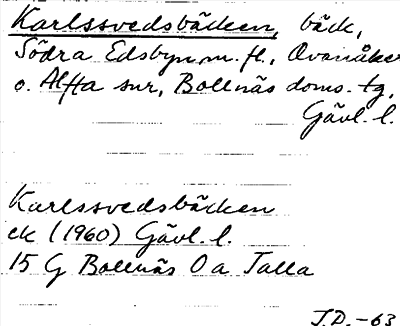 Karlssvedsbäcken, bäck,
Södra Edsbyn m. fl., Ovanåker
o. Alfta snr, Bollnäs doms. tg,
Gävl. l.
Karlssvedsbäcken
ek (1960) Gävl. l.
15 G Bollnäs 0 a Talla
J.D. -63